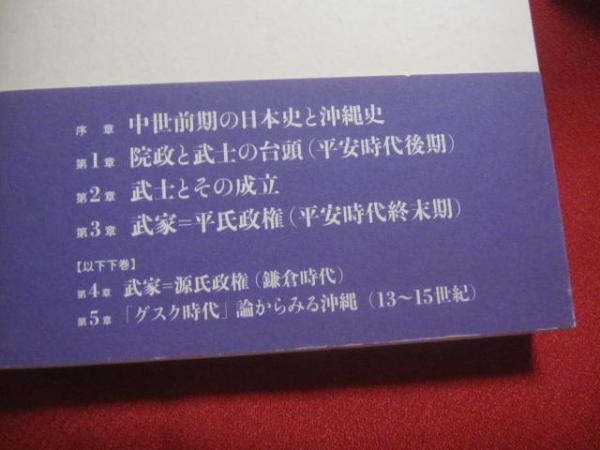 序章 中世前期の日本史と沖縄史
第1章 院政と武士の台頭(平安時代後期)
第2章 武士とその成立
第3章 武家=平氏政権(平安時代終末期)
【以下下巻】
第4章 武家=源氏政権(鎌倉時代)
第5章 「グスク時代」論からみる沖縄 (13〜15世紀)